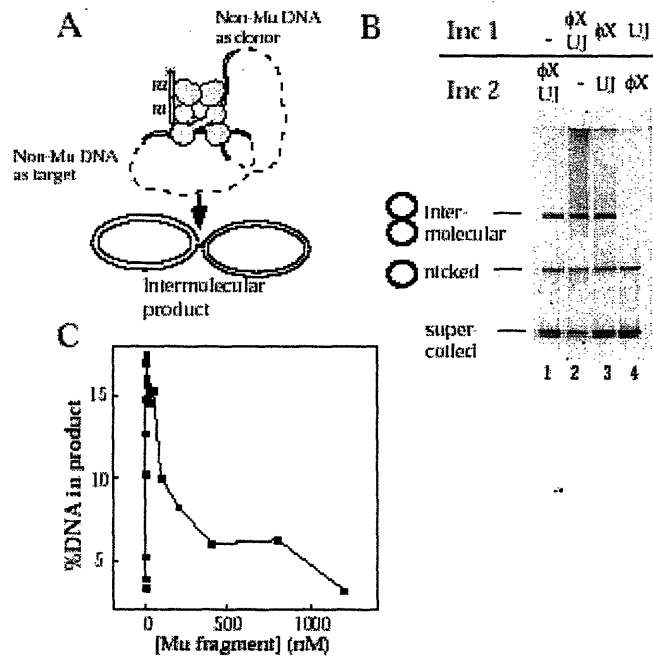 A
Non-Mu DNA
as donor
R2
R1
Non-Mu DNA
as target
Intermolecular
product
B
Inc 1
- ϕX UJ ϕX UJ
Inc 2
ϕX UJ - UJ ϕX
Inter-
molecular
nicked
super-
coiled
1 2 3 4
C
%DNA in product
15
10
5
0 500 1000
[Mu fragment] (nM)